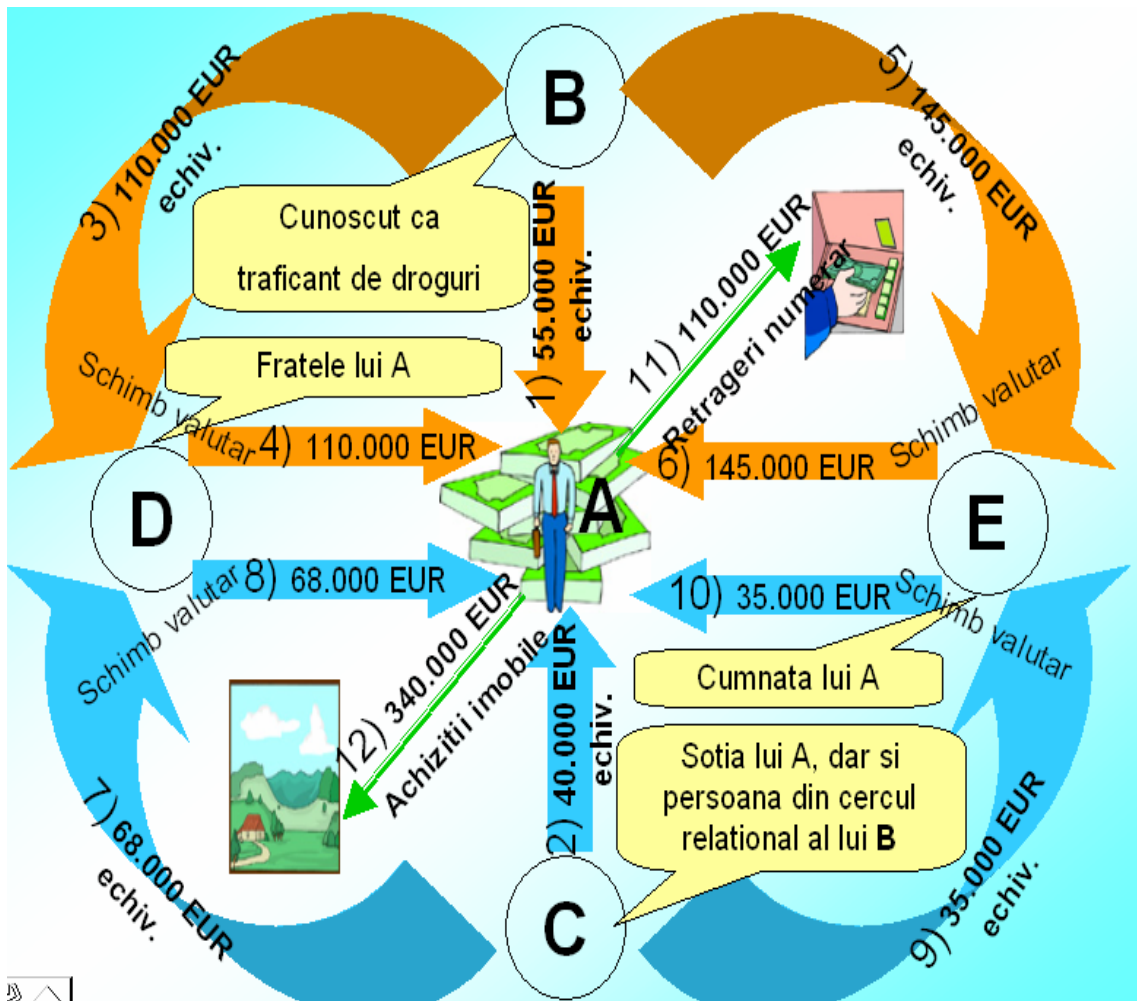 B
3) 110.000 EUR
echiv.
5) 145.000 EUR
echiv.
Cunoscut ca
traficant de droguri
1) 55.000 EUR
echiv.
11) 110.000 EUR
Retrageri numerar
Fratele lui A
Schimb valutar
4) 110.000 EUR
Schimb valutar
6) 145.000 EUR
D
A
E
Schimb valutar
8) 68.000 EUR
10) 35.000 EUR
Schimb valutar
12) 340.000 EUR
Achizitii imobile
2) 40.000 EUR
echiv.
Cumnata lui A
Sotia lui A, dar si
persoana din cercul
relational al lui B
7) 68.000 EUR
echiv.
C
9) 35.000 EUR
echiv.